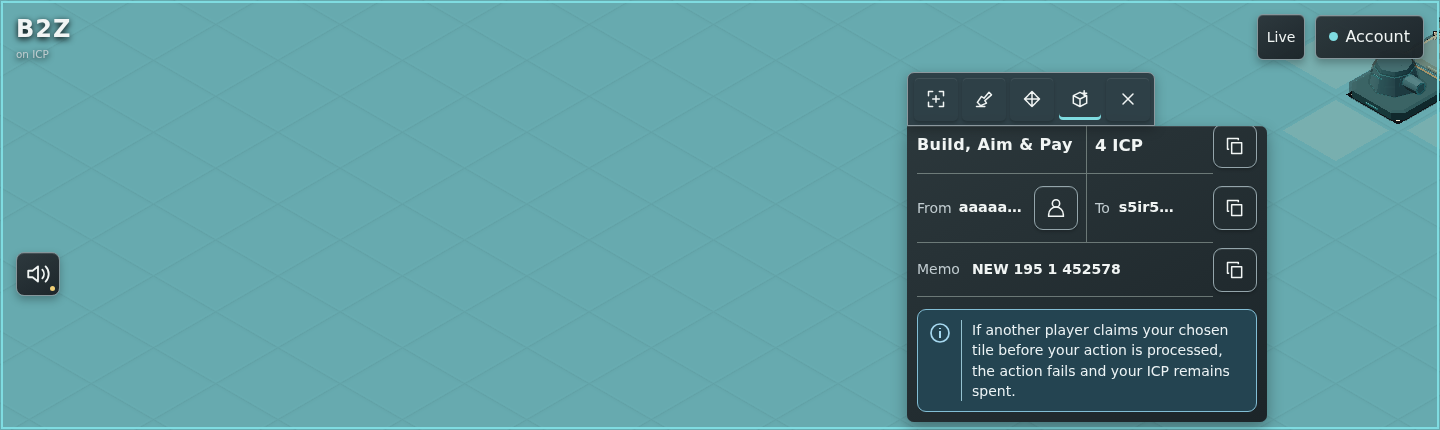 B2Z
on ICP
Live
Account
Build, Aim & Pay
4 ICP
From aaaaa...
To s5ir5...
Memo NEW 195 1 452578
If another player claims your chosen
tile before your action is processed,
the action fails and your ICP remains
spent.